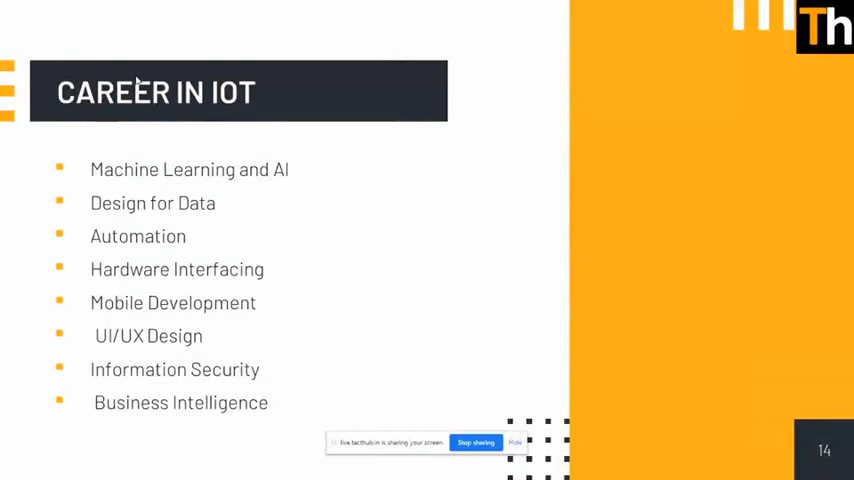 Th
CAREER IN IOT
Machine Learning and AI
Design for Data
Automation
Hardware Interfacing
Mobile Development
UI/UX Design
Information Security
Business Intelligence
live.tacthub.in is sharing your screen. Stop sharing Hide
14